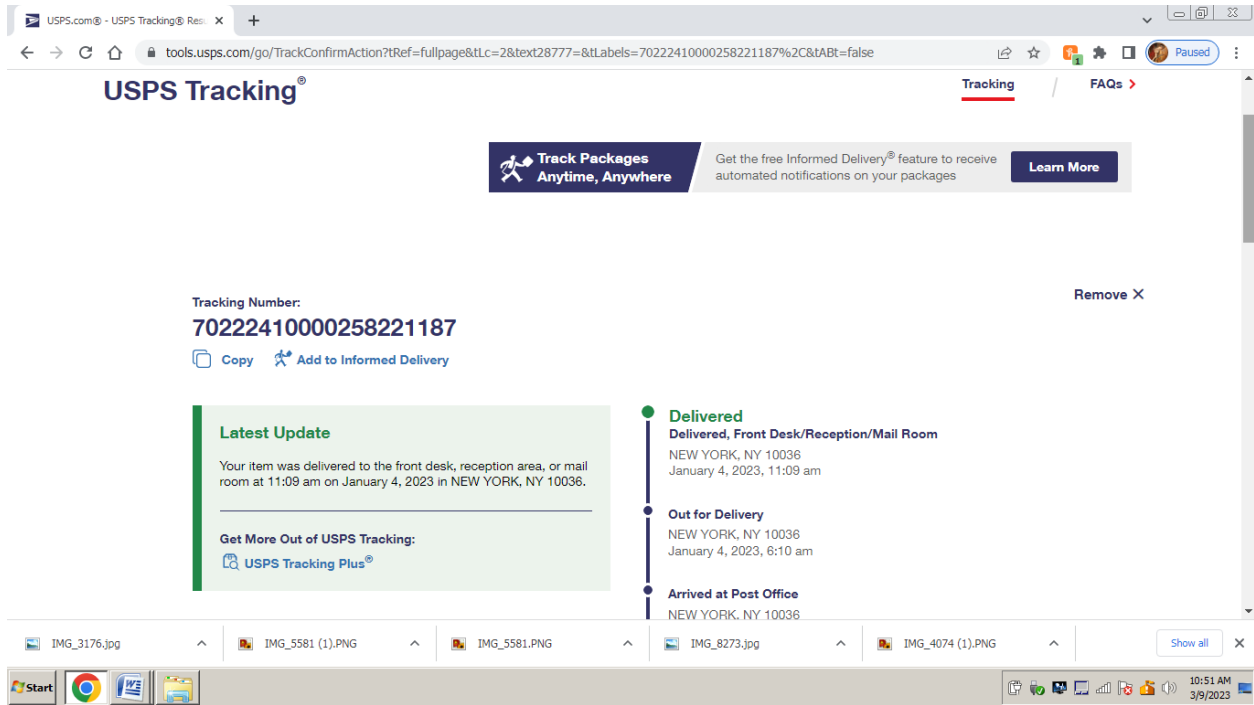 USPS.com® - USPS Tracking® Res
tools.usps.com/go/TrackConfirmAction?tRef=fullpage&tLc=2&text28777=&tLabels=70222410000258221187%2C&tABt=false
1
Paused
USPS Tracking®
Tracking
FAQs
Track Packages
Anytime, Anywhere
Get the free Informed Delivery® feature to receive
automated notifications on your packages
Learn More
Remove X
Tracking Number:
70222410000258221187
Copy
Add to Informed Delivery
Latest Update
Your item was delivered to the front desk, reception area, or mail
room at 11:09 am on January 4, 2023 in NEW YORK, NY 10036.
Get More Out of USPS Tracking:
USPS Tracking Plus®
Delivered
Delivered, Front Desk/Reception/Mail Room
NEW YORK, NY 10036
January 4, 2023, 11:09 am
Out for Delivery
NEW YORK, NY 10036
January 4, 2023, 6:10 am
Arrived at Post Office
NEW YORK, NY 10036
IMG_3176.jpg
IMG_5581 (1).PNG
IMG_5581.PNG
IMG_8273.jpg
IMG_4074 (1).PNG
Show all
Start
10:51 AM
3/9/2023